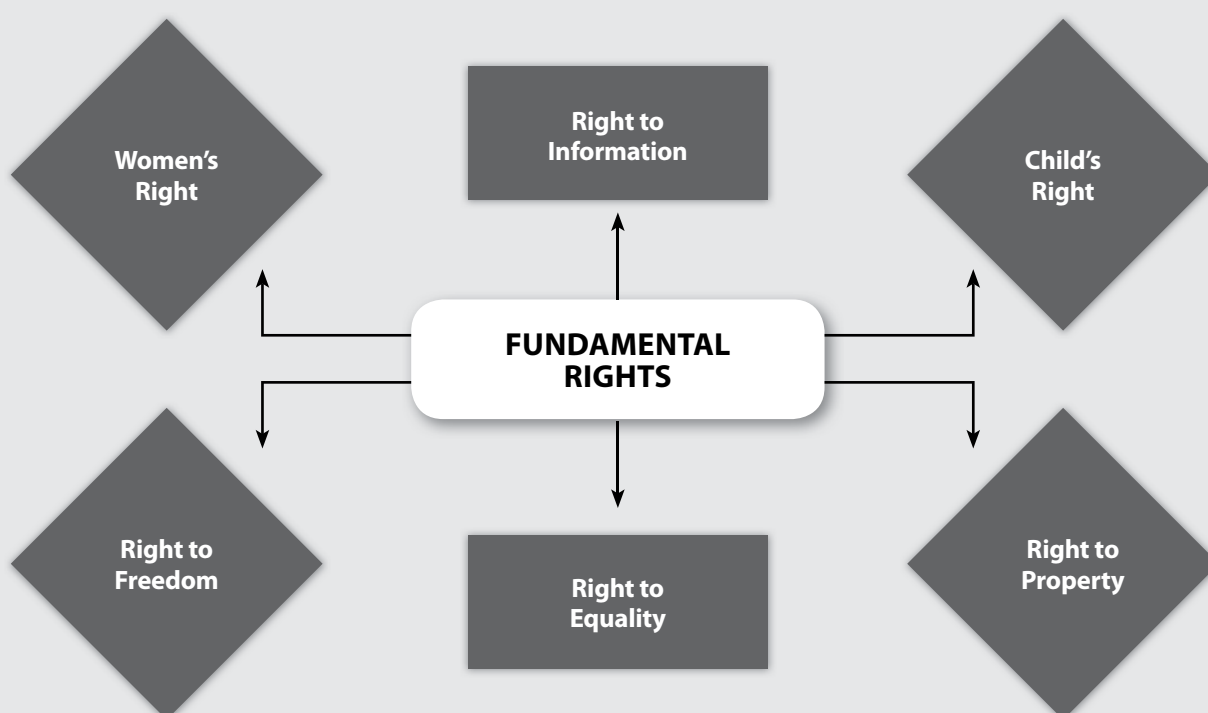 Women’s
Right
Right to
Information
Child’s
Right
FUNDAMENTAL
RIGHTS
Right to
Freedom
Right to
Equality
Right to
Property